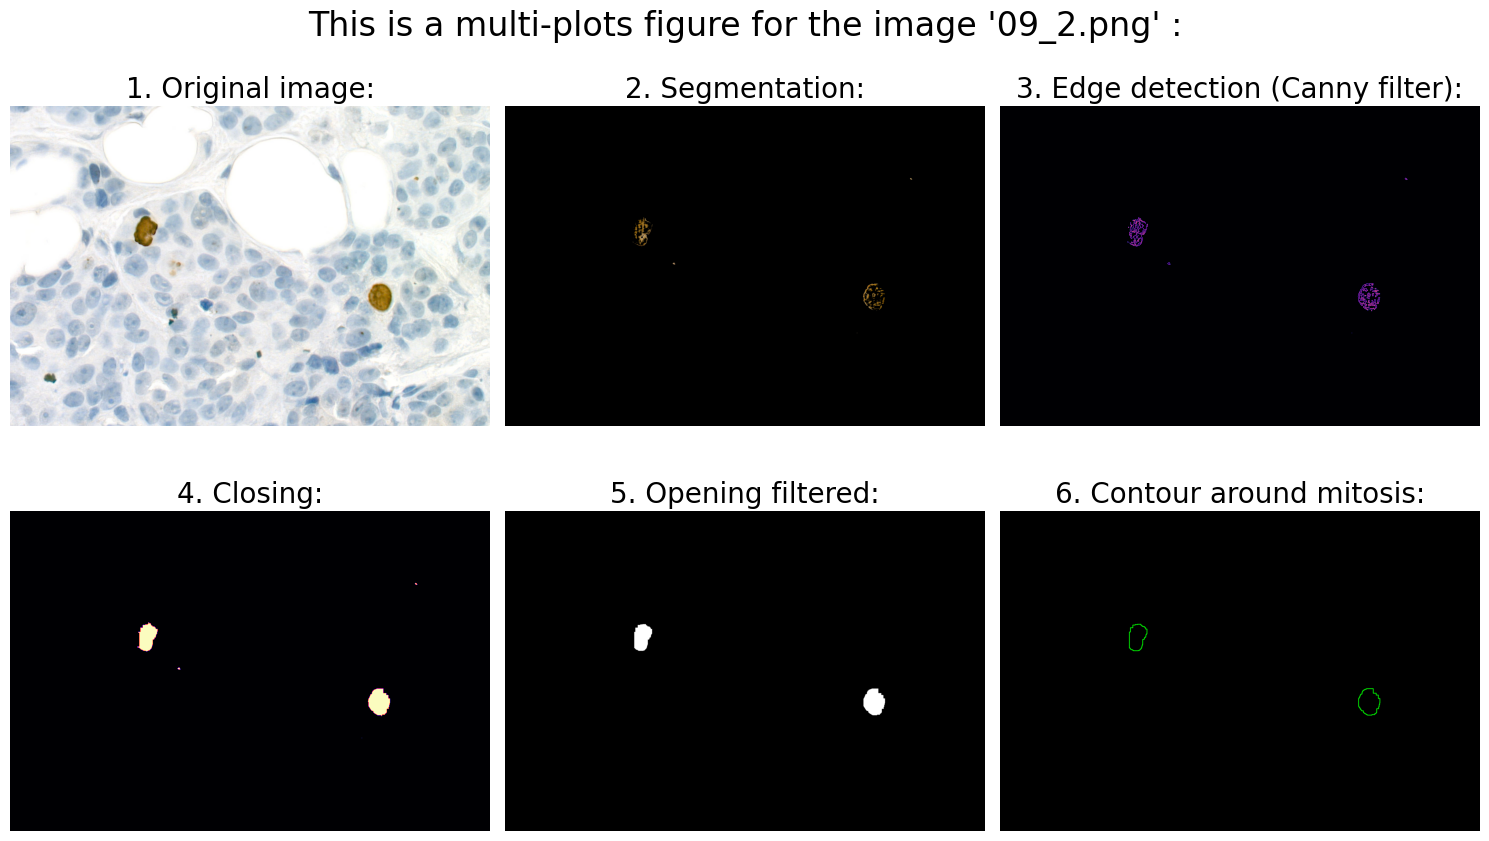 This is a multi-plots figure for the image '09_2.png' :
1. Original image:
2. Segmentation:
3. Edge detection (Canny filter):
4. Closing:
5. Opening filtered:
6. Contour around mitosis: